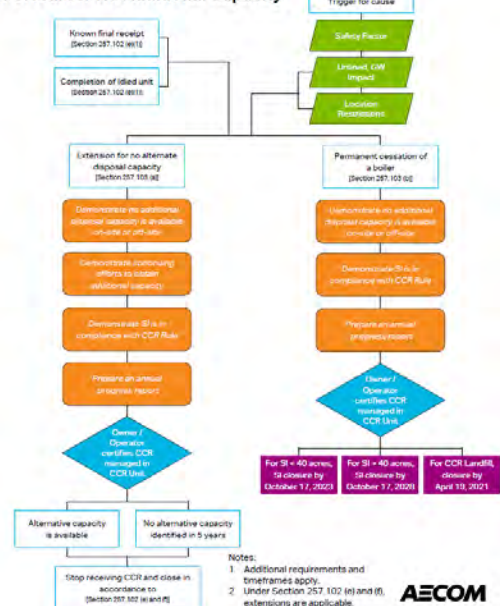 Trigger for cause
Known final receipt
[Section 257.102 (e)(1)]
Completion of Idled unit
[Section 257.102 (e)(1)]
Safety Factor
Unlined, GW
Impact
Location
Restrictions
Extension for no alternate
disposal capacity
[Section 257.103 (a)]
Permanent cessation of
a boiler
[Section 257.103 (b)]
Demonstrate no additional
disposal capacity is available
on-site or off-site
Demonstrate continuing
efforts to obtain
additional capacity
Demonstrate SI is in
compliance with CCR Rule
Prepare an annual
progress report
Owner /
Operator
certifies CCR
managed in
CCR Unit.
Demonstrate no additional
disposal capacity is available
on-site or off-site
Demonstrate SI is in
compliance with CCR Rule
Prepare an annual
progress report
Owner /
Operator
certifies CCR
managed in
CCR Unit.
For SI < 40 acres,
SI closure by
October 17, 2023
For SI > 40 acres,
SI closure by
October 17, 2028
For CCR Landfill,
closure by
April 19, 2021
Alternative capacity
is available
No alternative capacity
identified in 5 years
Stop receiving CCR and close in
accordance to
[Section 257.102 (e) and (f)]
Notes:
1 Additional requirements and
timeframes apply.
2 Under Section 257.102 (e) and (f),
extensions are applicable.
AECOM